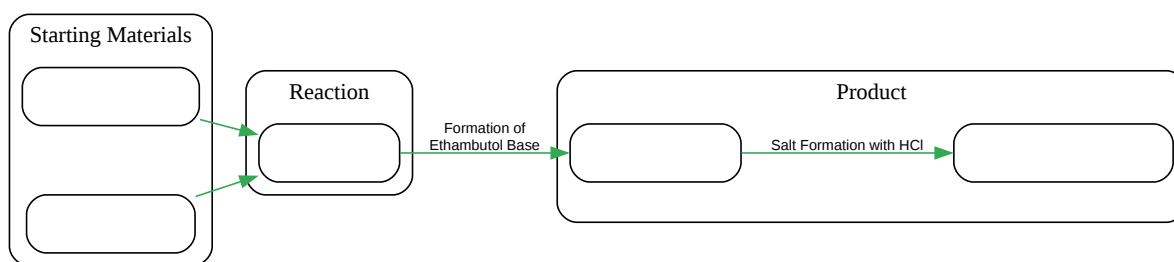 Starting Materials
Reaction
Product
Formation of
Ethambutol Base
Salt Formation with HCl